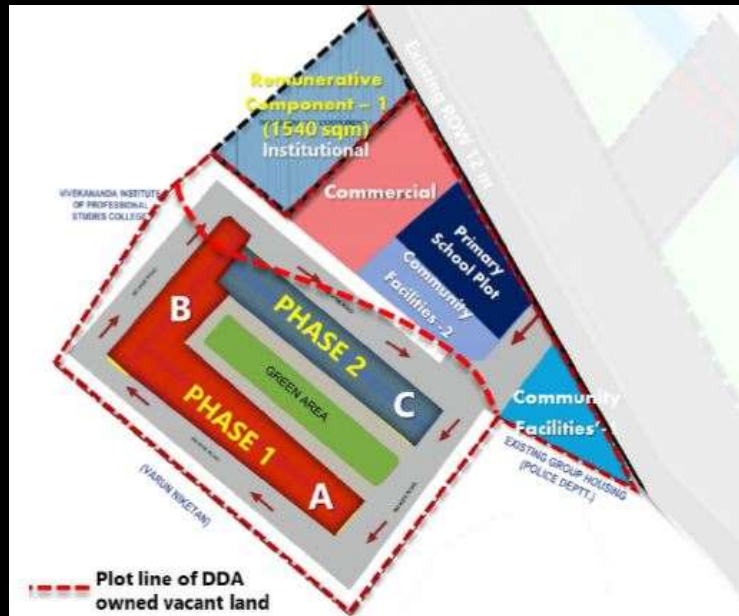 Existing ROW 12 m
Remunerative
Component – 1
(1540 sqm)
Institutional
Commercial
VIVEKANANDA INSTITUTE
OF PROFESSIONAL
STUDIES COLLEGE
Primary
School Plot
Community
Facilities -2
B
PHASE 2
GREEN AREA
C
PHASE 1
A
Community
Facilities'-
EXISTING GROUP HOUSING
(POLICE DEPTT.)
(VARUN NIKETAN)
Plot line of DDA
owned vacant land